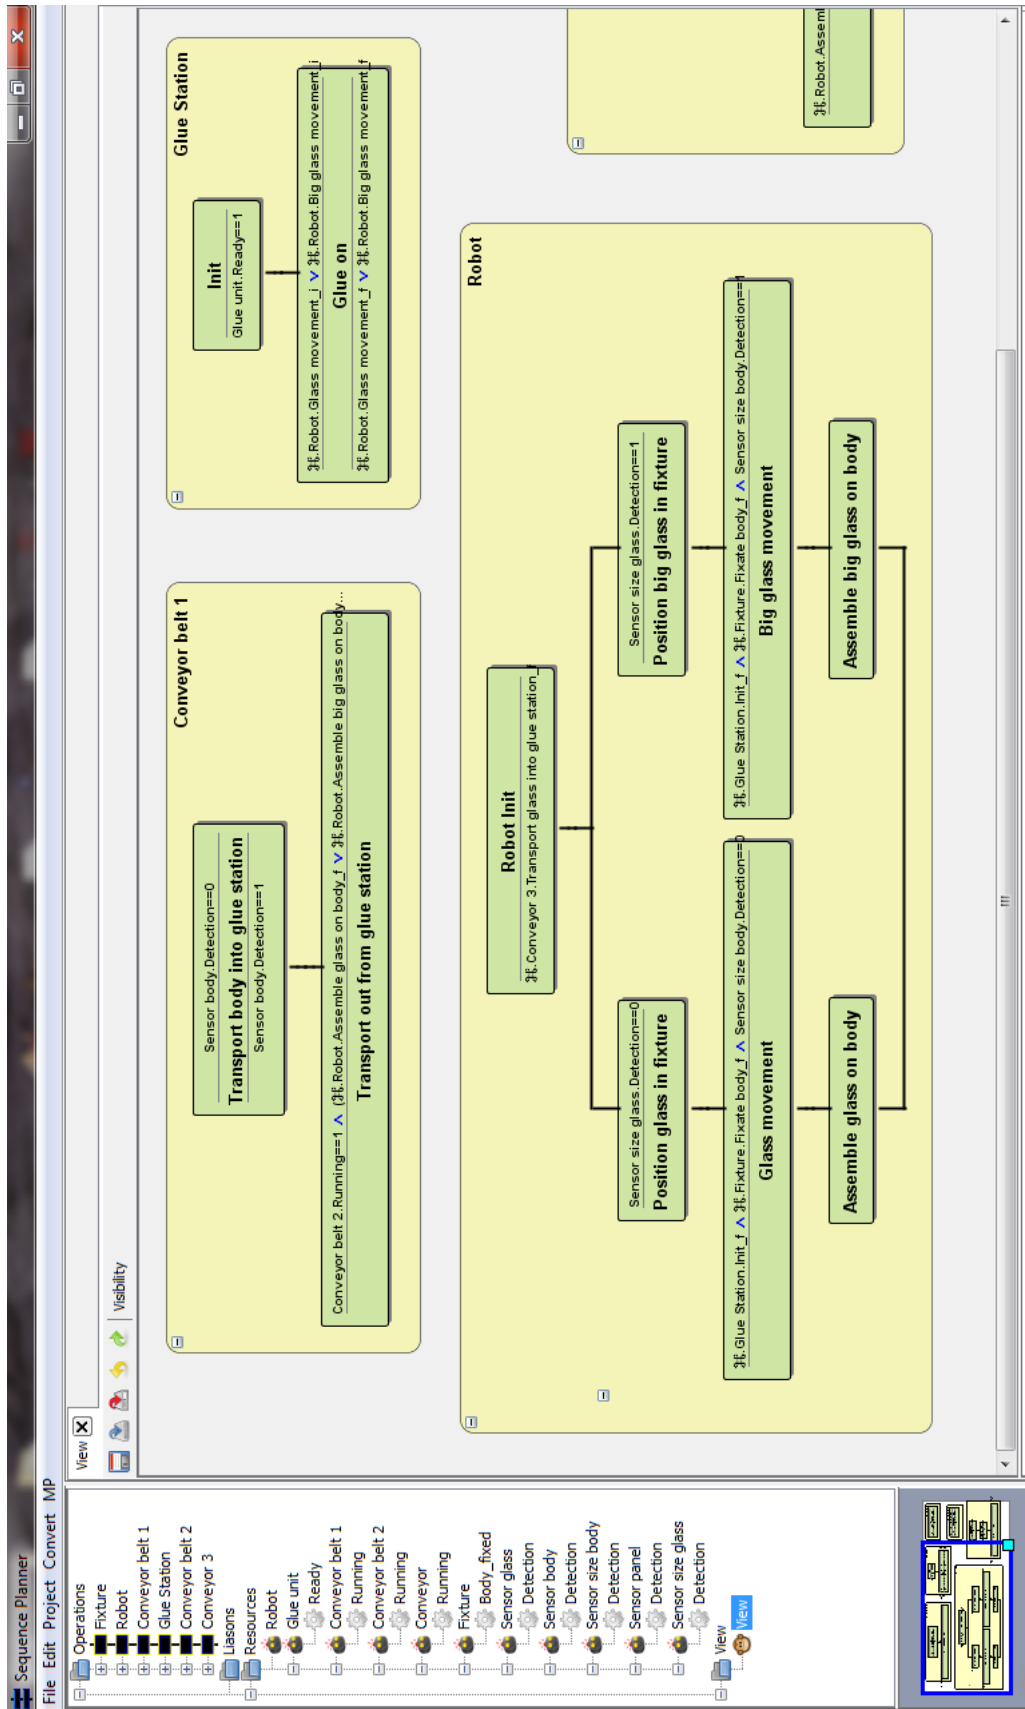 Sequence Planner
File Edit Project Convert MP
Operations
Fixture
Robot
Conveyor belt 1
Glue Station
Conveyor belt 2
Conveyor 3
Liasons
Resources
Robot
Glue unit
Ready
Conveyor belt 1
Running
Conveyor belt 2
Running
Conveyor
Running
Fixture
Body_fixed
Sensor glass
Detection
Sensor body
Detection
Sensor size body
Detection
Sensor panel
Detection
Sensor size glass
Detection
View
View
View
Visibility
Conveyor belt 1
Sensor body.Detection==0
Transport body into glue station
Sensor body.Detection==1
Conveyor belt 2.Running==1 ∧ (⌘.Robot.Assemble glass on body_f ∨ ⌘.Robot.Assemble big glass on body...
Transport out from glue station
Glue Station
Init
Glue unit.Ready==1
⌘.Robot.Glass movement_i ∨ ⌘.Robot.Big glass movement_i
Glue on
⌘.Robot.Glass movement_f ∨ ⌘.Robot.Big glass movement_f
Robot
Robot Init
⌘.Conveyor 3.Transport glass into glue station_f
Sensor size glass.Detection==0
Position glass in fixture
Sensor size glass.Detection==1
Position big glass in fixture
⌘.Glue Station.Init_f ∧ ⌘.Fixture.Fixate body_f ∧ Sensor size body.Detection==0
Glass movement
⌘.Glue Station.Init_f ∧ ⌘.Fixture.Fixate body_f ∧ Sensor size body.Detection==1
Big glass movement
Assemble glass on body
Assemble big glass on body
⌘.Robot.Assem